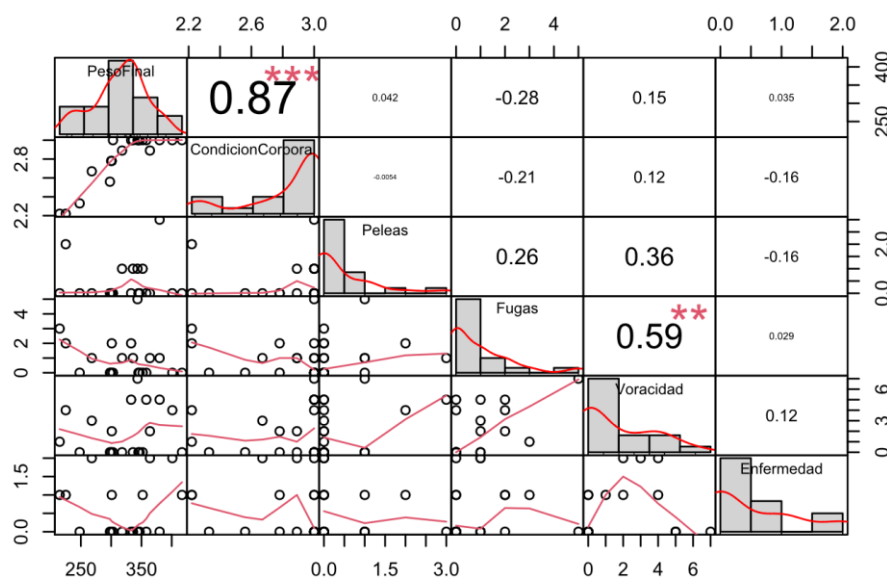 2.2 2.6 3.0 0 2 4 0.0 1.0 2.0
PesoFinal 0.87 *** 0.042 -0.28 0.15 0.035 250 400
2.2 2.8 CondicionCorpora -0.0054 -0.21 0.12 -0.16
Peleas 0.26 0.36 -0.16 0.0 2.0
0 2 4 Fugas 0.59 ** 0.029
Voracidad 0.12 0 3 6
0.0 1.5 Enfermedad
250 350 0.0 1.5 3.0 0 2 4 6